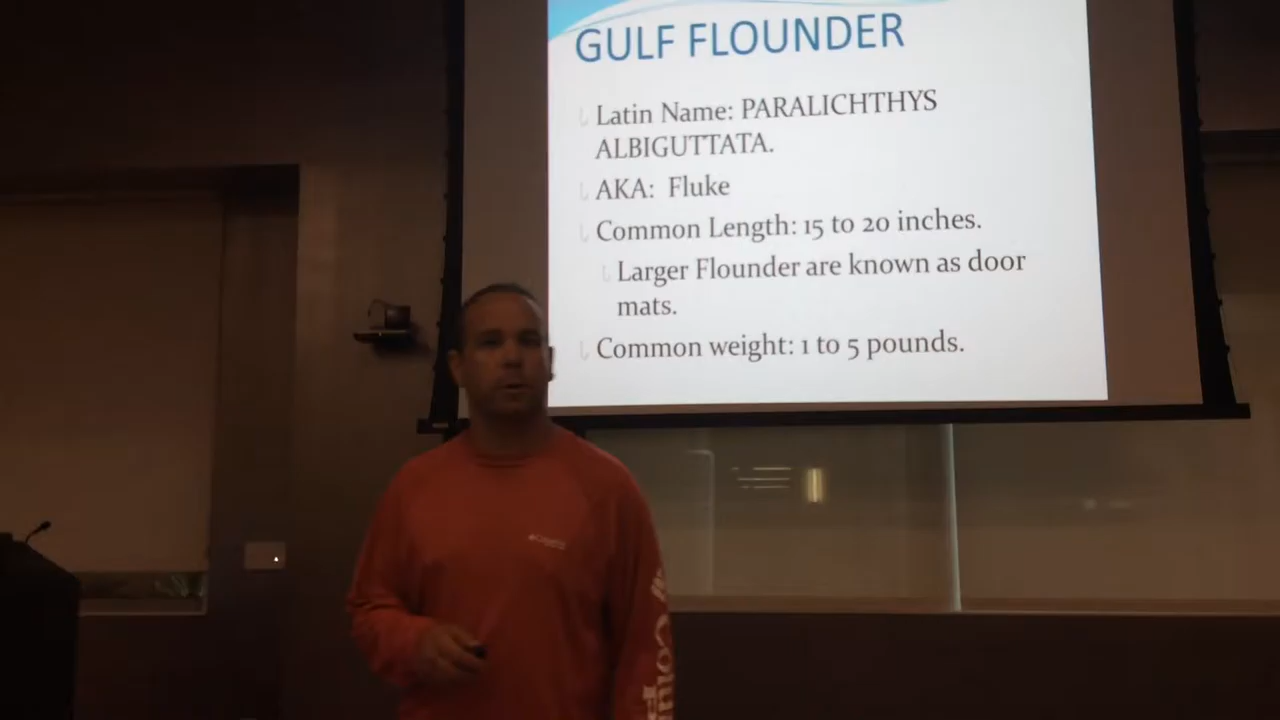 GULF FLOUNDER
Latin Name: PARALICHTHYS
ALBIGUTTATA.
AKA: Fluke
Common Length: 15 to 20 inches.
Larger Flounder are known as door
mats.
Common weight: 1 to 5 pounds.